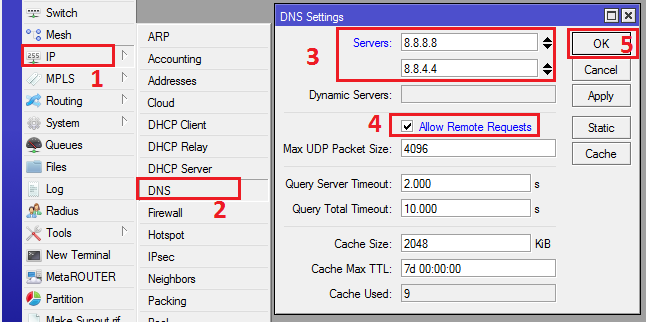 Switch
Mesh
IP
1
MPLS
Routing
System
Queues
Files
Log
Radius
Tools
New Terminal
MetaROUTER
Partition
Make Supout.rif
ARP
Accounting
Addresses
Cloud
DHCP Client
DHCP Relay
DHCP Server
DNS
2
Firewall
Hotspot
IPsec
Neighbors
Packing
Pool
DNS Settings
3
Servers: 8.8.8.8
8.8.4.4
Dynamic Servers:
4
Allow Remote Requests
Max UDP Packet Size: 4096
Query Server Timeout: 2.000 s
Query Total Timeout: 10.000 s
Cache Size: 2048 KiB
Cache Max TTL: 7d 00:00:00
Cache Used: 9
OK 5
Cancel
Apply
Static
Cache